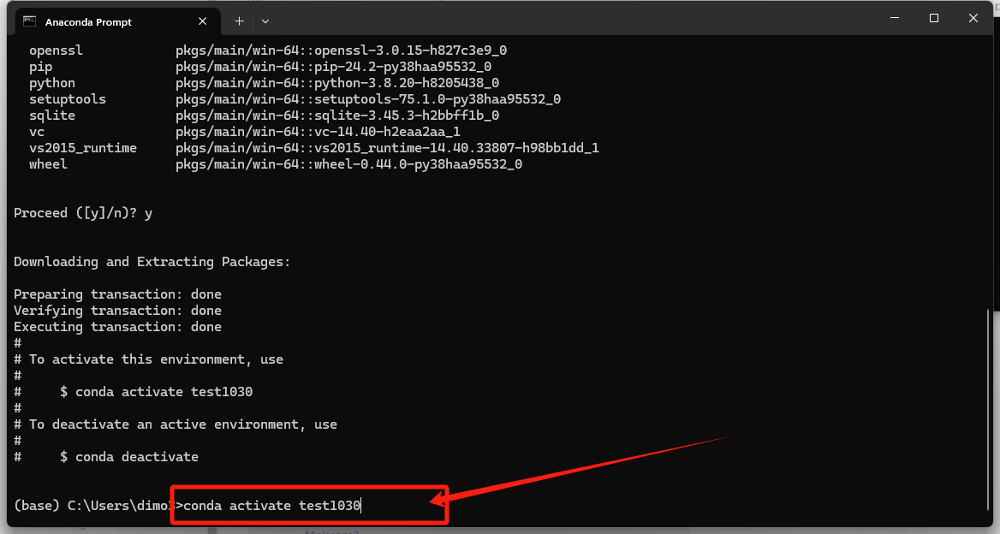 Anaconda Prompt
openssl pkgs/main/win-64::openssl-3.0.15-h827c3e9_0
pip pkgs/main/win-64::pip-24.2-py38haa95532_0
python pkgs/main/win-64::python-3.8.20-h8205438_0
setuptools pkgs/main/win-64::setuptools-75.1.0-py38haa95532_0
sqlite pkgs/main/win-64::sqlite-3.45.3-h2bbff1b_0
vc pkgs/main/win-64::vc-14.40-h2eaa2aa_1
vs2015_runtime pkgs/main/win-64::vs2015_runtime-14.40.33807-h98bb1dd_1
wheel pkgs/main/win-64::wheel-0.44.0-py38haa95532_0
Proceed ([y]/n)? y
Downloading and Extracting Packages:
Preparing transaction: done
Verifying transaction: done
Executing transaction: done
#
# To activate this environment, use
#
#     $ conda activate test1030
#
# To deactivate an active environment, use
#
#     $ conda deactivate
(base) C:\Users\dimo3>conda activate test1030